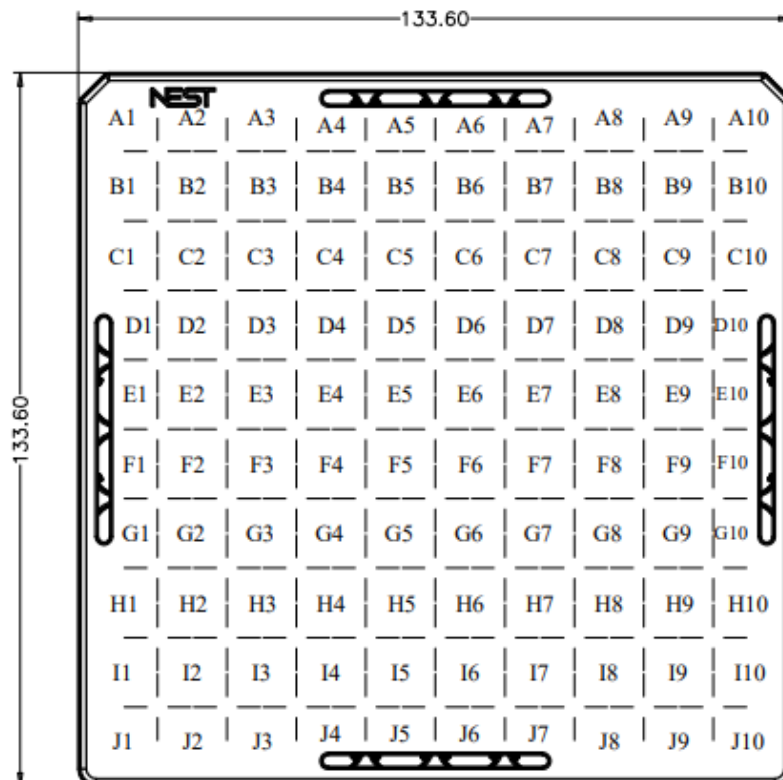 133.60
NEST
A1 A2 A3 A4 A5 A6 A7 A8 A9 A10
B1 B2 B3 B4 B5 B6 B7 B8 B9 B10
C1 C2 C3 C4 C5 C6 C7 C8 C9 C10
D1 D2 D3 D4 D5 D6 D7 D8 D9 D10
E1 E2 E3 E4 E5 E6 E7 E8 E9 E10
133.60
F1 F2 F3 F4 F5 F6 F7 F8 F9 F10
G1 G2 G3 G4 G5 G6 G7 G8 G9 G10
H1 H2 H3 H4 H5 H6 H7 H8 H9 H10
I1 I2 I3 I4 I5 I6 I7 I8 I9 I10
J1 J2 J3 J4 J5 J6 J7 J8 J9 J10